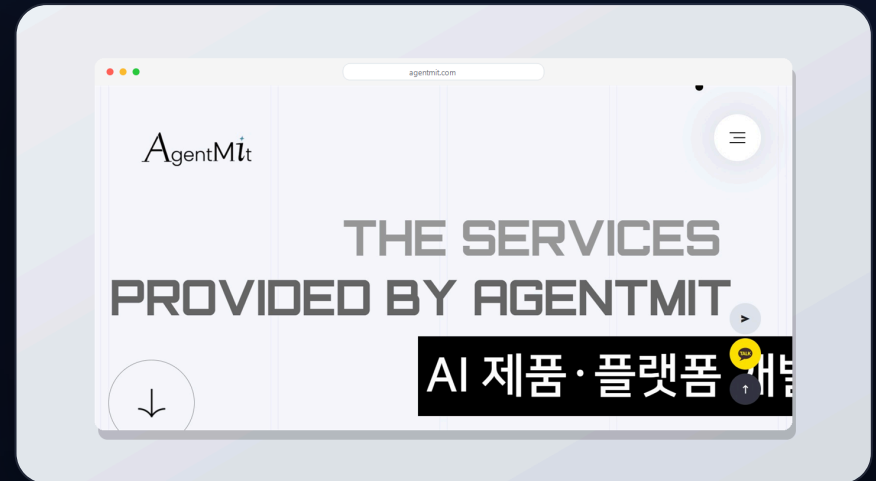 agentmit.com
AgentMit
THE SERVICES
PROVIDED BY AGENTMIT
AI 제품·플랫폼
TALK